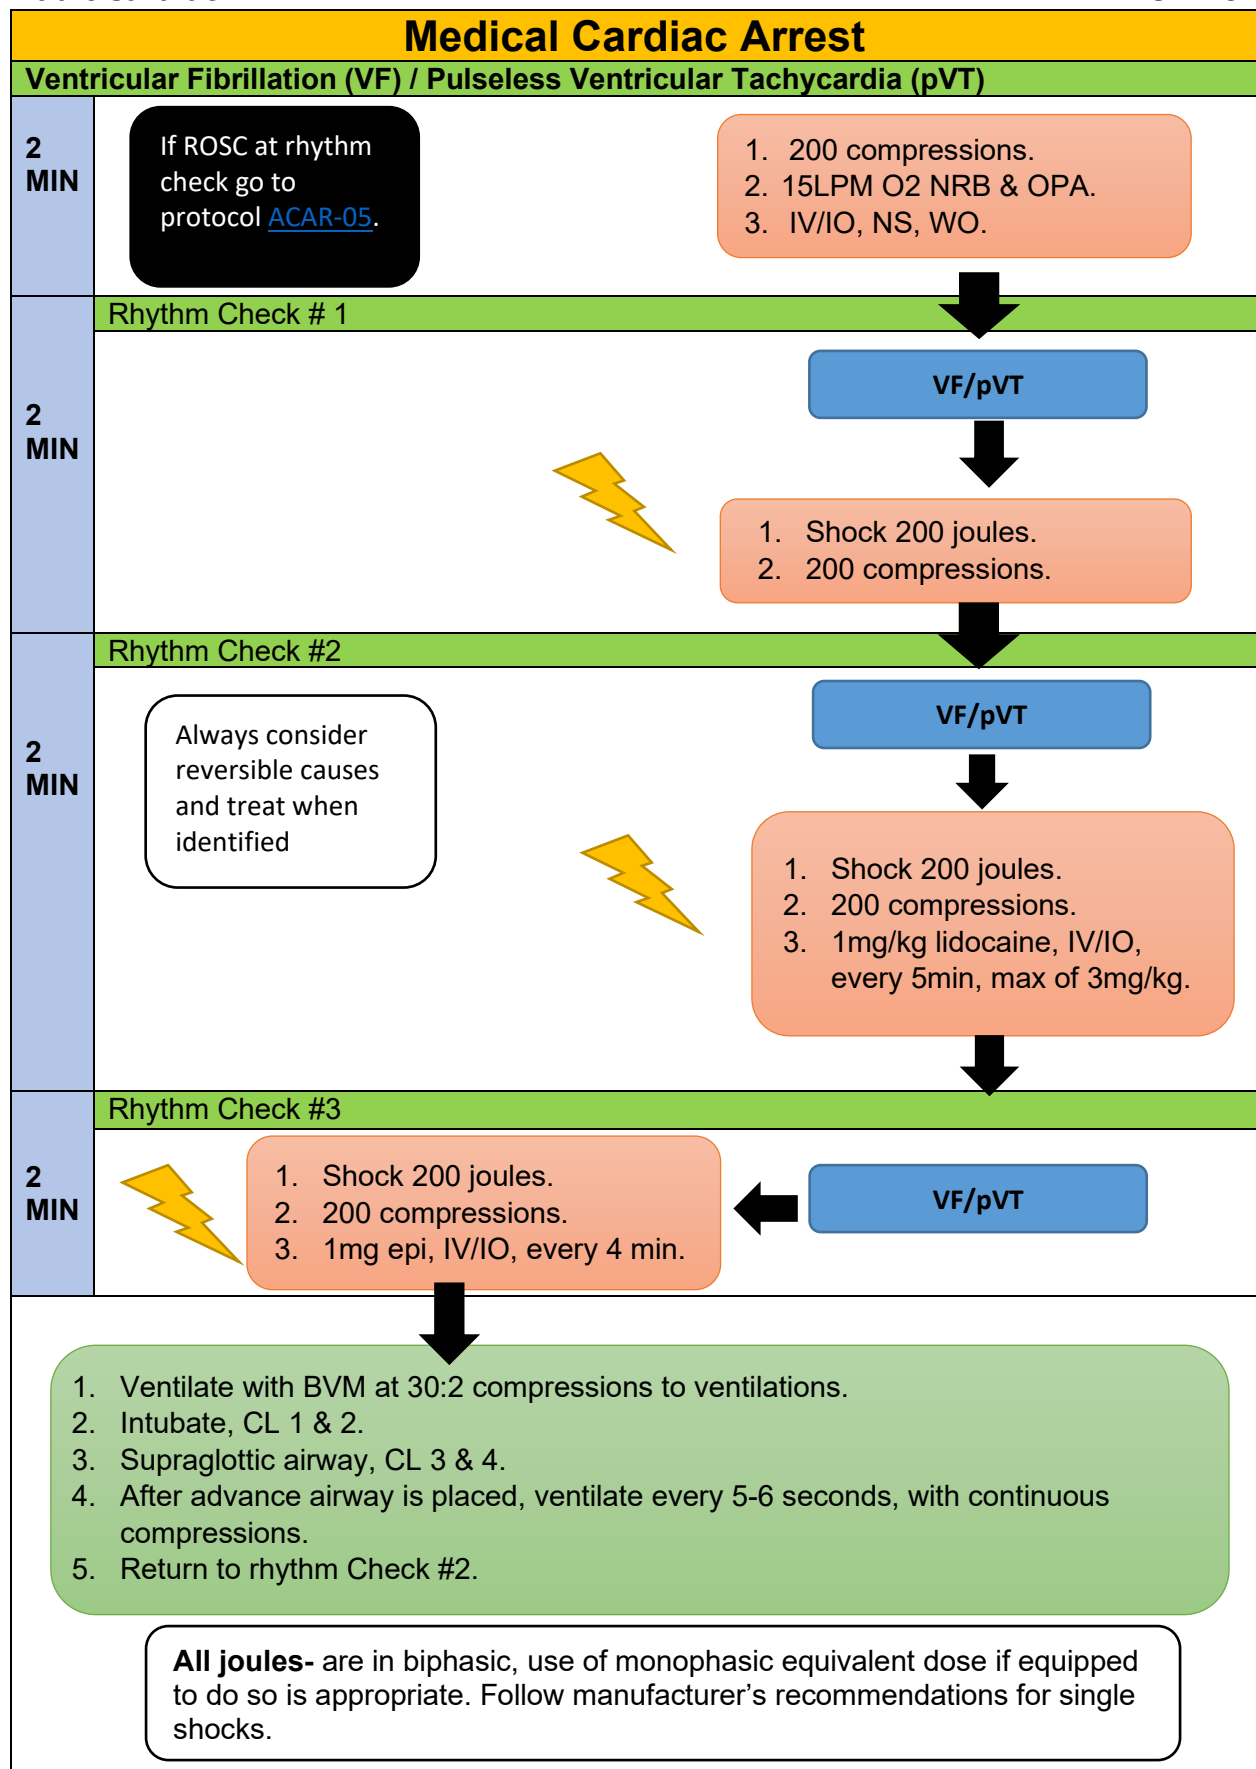 Medical Cardiac Arrest
Ventricular Fibrillation (VF) / Pulseless Ventricular Tachycardia (pVT)
2
MIN
If ROSC at rhythm
check go to
protocol ACAR-05.
1. 200 compressions.
2. 15LPM O2 NRB & OPA.
3. IV/IO, NS, WO.
Rhythm Check # 1
2
MIN
VF/pVT
1. Shock 200 joules.
2. 200 compressions.
Rhythm Check #2
2
MIN
Always consider
reversible causes
and treat when
identified
VF/pVT
1. Shock 200 joules.
2. 200 compressions.
3. 1mg/kg lidocaine, IV/IO,
every 5min, max of 3mg/kg.
Rhythm Check #3
2
MIN
1. Shock 200 joules.
2. 200 compressions.
3. 1mg epi, IV/IO, every 4 min.
VF/pVT
1. Ventilate with BVM at 30:2 compressions to ventilations.
2. Intubate, CL 1 & 2.
3. Supraglottic airway, CL 3 & 4.
4. After advance airway is placed, ventilate every 5-6 seconds, with continuous
compressions.
5. Return to rhythm Check #2.
All joules- are in biphasic, use of monophasic equivalent dose if equipped
to do so is appropriate. Follow manufacturer’s recommendations for single
shocks.